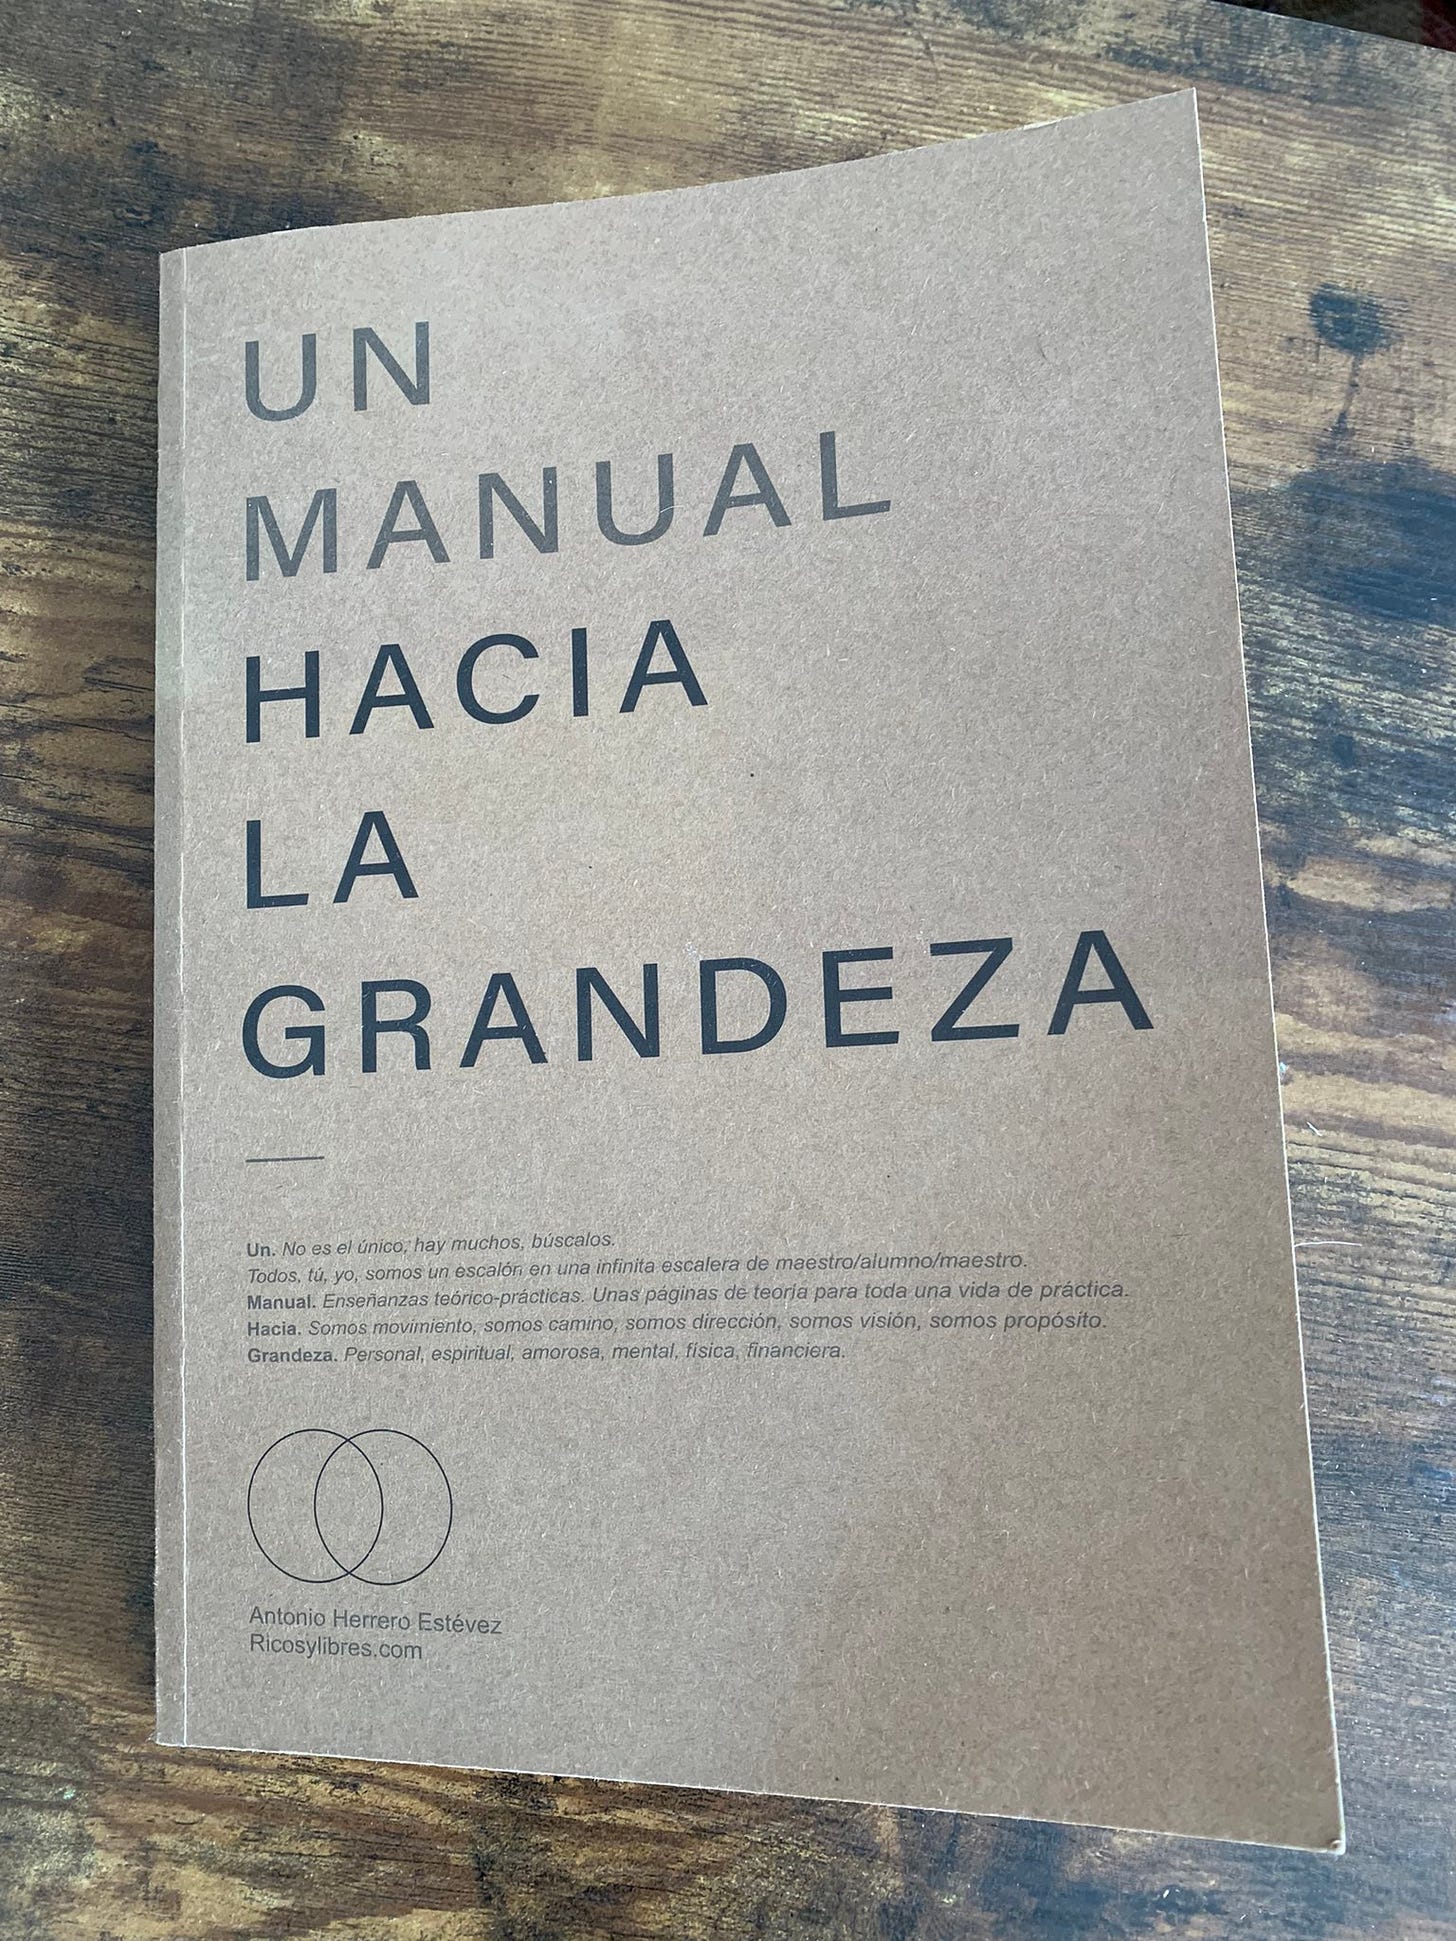 UN
MANUAL
HACIA
LA
GRANDEZA
Un. No es el único, hay muchos, búscalos.
Todos, tú, yo, somos un escalón en una infinita escalera de maestro/alumno/maestro.
Manual. Enseñanzas teórico-prácticas. Unas páginas de teoría para toda una vida de práctica.
Hacia. Somos movimiento, somos camino, somos dirección, somos visión, somos propósito.
Grandeza. Personal, espiritual, amorosa, mental, física, financiera.
Antonio Herrero Estévez
Ricosylibres.com